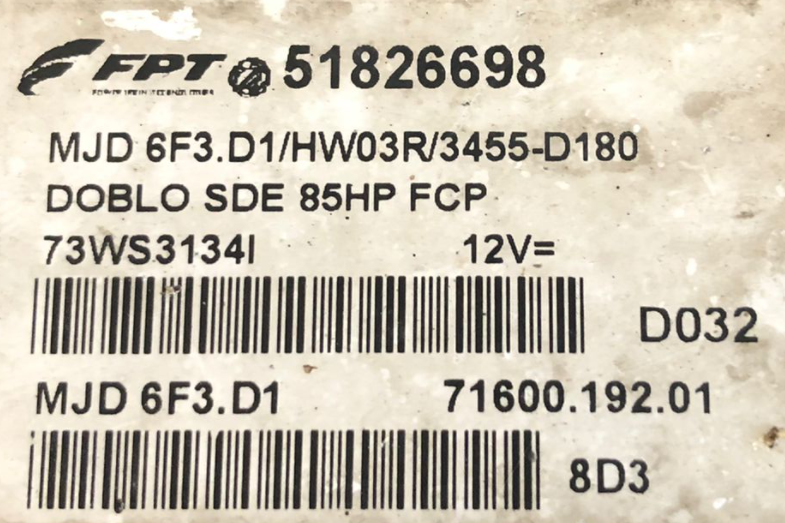 FPT 51826698
MJD 6F3.D1/HW03R/3455-D180
DOBLO SDE 85HP FCP
73WS3134I 12V=
D032
MJD 6F3.D1 71600.192.01
8D3